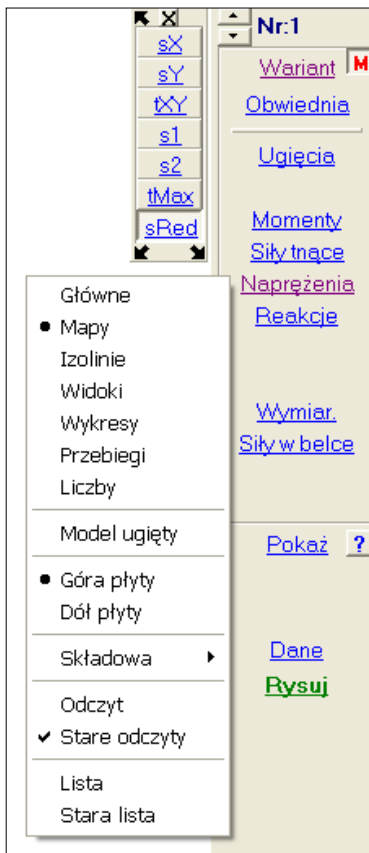 X
sX
sY
tXY
s1
s2
tMax
sRed
Główne
Mapy
Izolinie
Widoki
Wykresy
Przebiegi
Liczby
Model ugięty
Góra płyty
Dół płyty
Składowa
Odczyt
Stare odczyty
Lista
Stara lista
Nr:1
Wariant M
Obwiednia
Ugięcia
Momenty
Siły tnące
Naprężenia
Reakcje
Wymiar.
Siły w belce
Pokaż ?
Dane
Rysuj